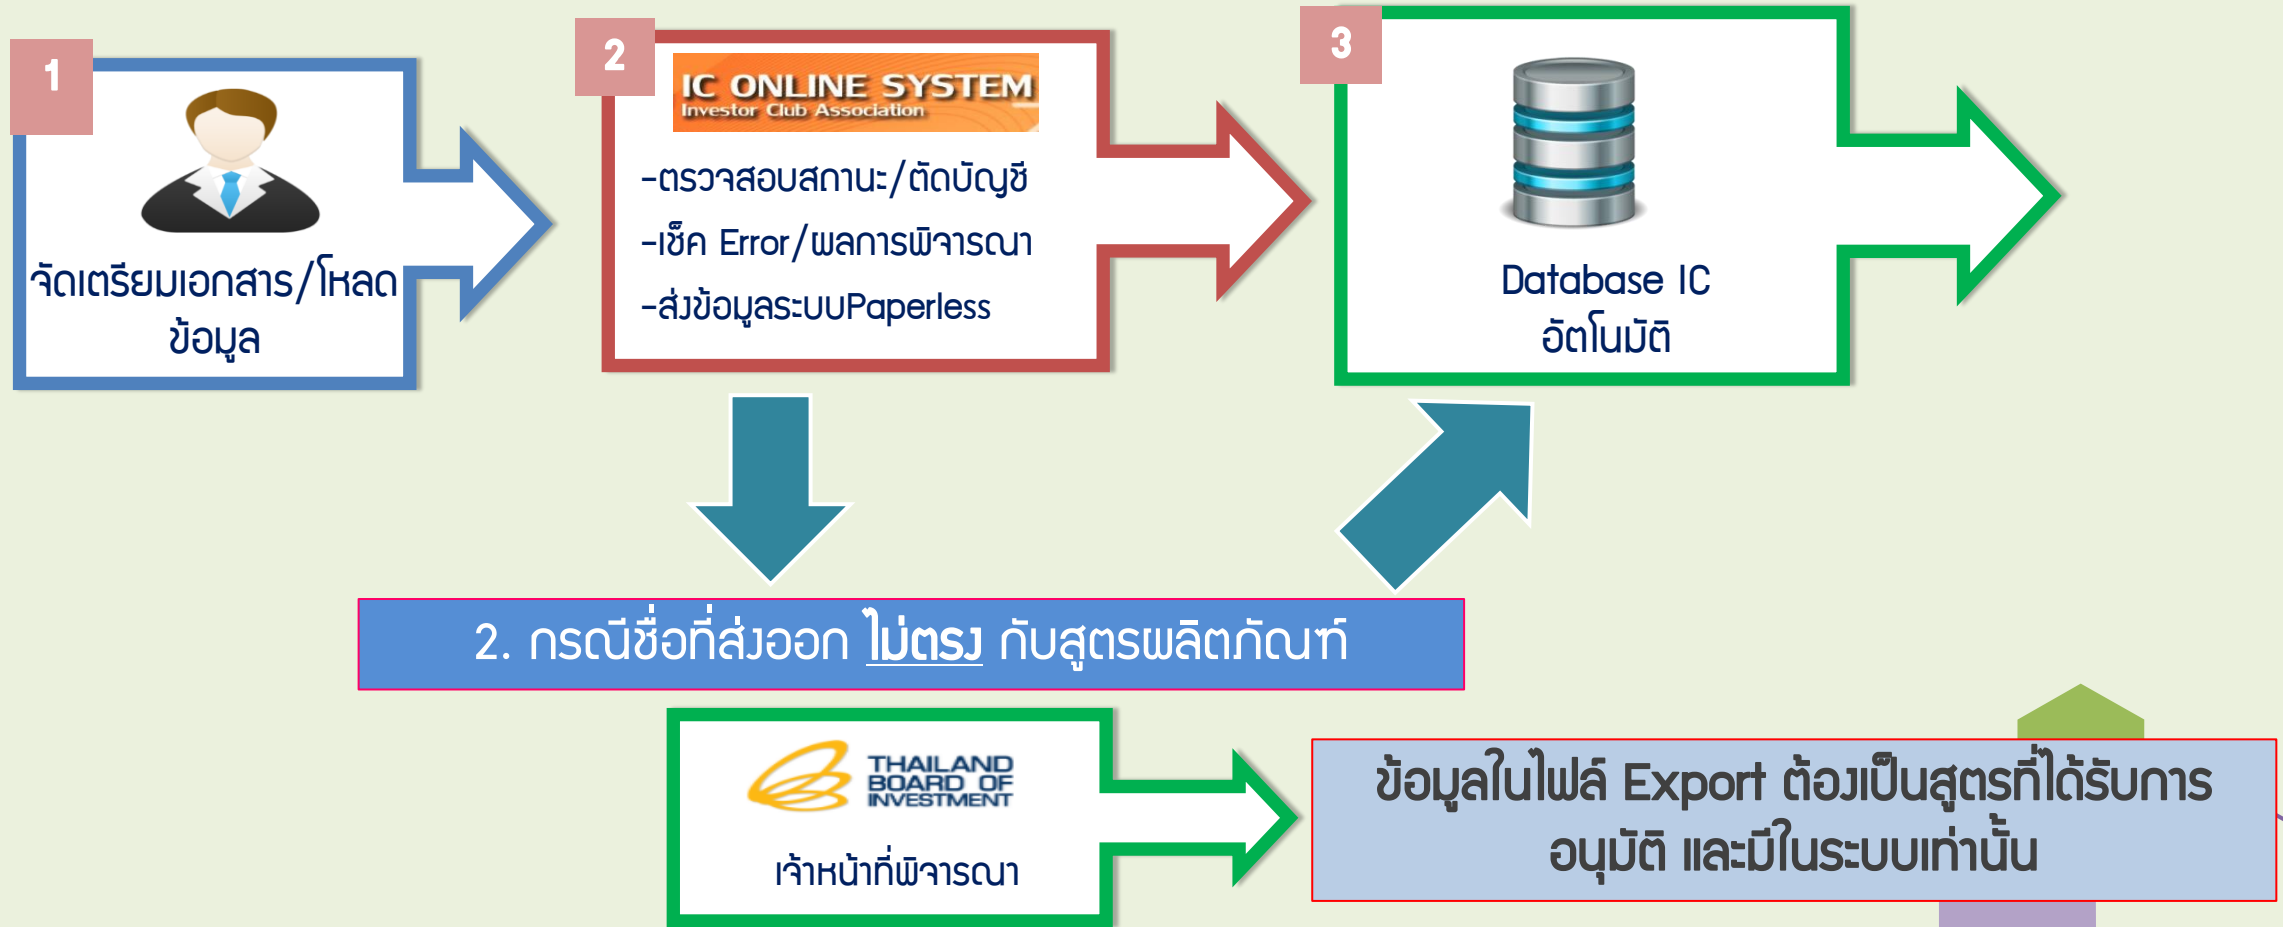 1
จัดเตรียมเอกสาร/โหลด
ข้อมูล
2
IC ONLINE SYSTEM
Investor Club Association
-ตรวจสอบสถานะ/ตัดบัญชี
-เช็ค Error/ผลการพิจารณา
-ส่งข้อมูลระบบPaperless
3
Database IC
อัตโนมัติ
2. กรณีชื่อที่ส่งออก ไม่ตรง กับสูตรผลิตภัณฑ์
THAILAND
BOARD OF
INVESTMENT
เจ้าหน้าที่พิจารณา
ข้อมูลในไฟล์ Export ต้องเป็นสูตรที่ได้รับการ
อนุมัติ และมีในระบบเท่านั้น